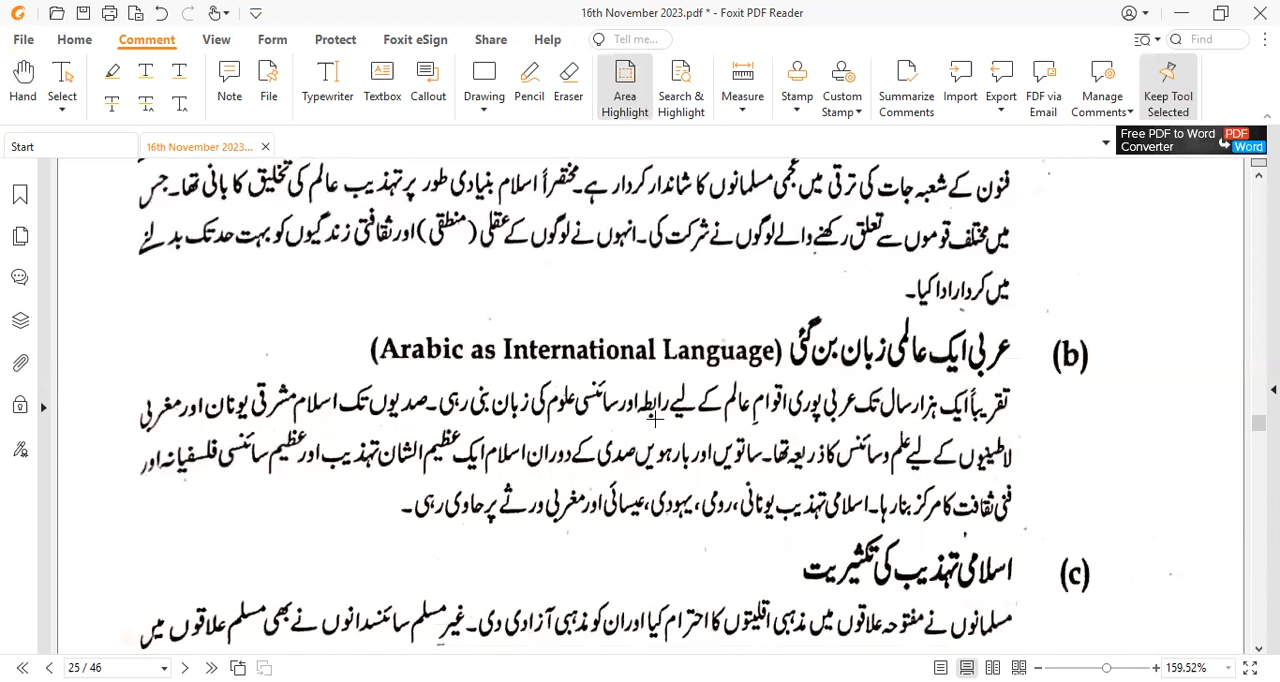 16th November 2023.pdf * - Foxit PDF Reader
File Home Comment View Form Protect Foxit eSign Share Help Tell me... Find
Hand Select Note File Typewriter Textbox Callout Drawing Pencil Eraser Area Highlight Search & Highlight Measure Stamp Custom Stamp Summarize Comments Import Export FDF via Email Manage Comments Keep Tool Selected
Start 16th November 2023... Free PDF to Word Converter PDF Word
فنون کے شعبہ جات کی ترقی میں عجمی مسلمانوں کا شاندار کردار ہے۔ مختصراً اسلام بنیادی طور پر تہذیب عالم کی تخلیق کا بانی تھا۔ جس
میں مختلف قوموں سے تعلق رکھنے والے لوگوں نے شرکت کی۔ انہوں نے لوگوں کے عقلی (منطقی) اور ثقافتی زندگیوں کو بہت حد تک بدلنے
میں کردار ادا کیا۔
(b) عربی ایک عالمی زبان بن گئی (Arabic as International Language)
تقریباً ایک ہزار سال تک عربی پوری اقوامِ عالم کے لیے رابطہ اور سائنسی علوم کی زبان بنی رہی۔ صدیوں تک اسلام مشرقی یونان اور مغربی
لاطینیوں کے لیے علم و سائنس کا ذریعہ تھا۔ ساتویں اور بارہویں صدی کے دوران اسلام ایک عظیم الشان تہذیب اور عظیم سائنسی فلسفیانہ اور
فنی ثقافت کا مرکز بنا رہا۔ اسلامی تہذیب یونانی، رومی، یہودی، عیسائی اور مغربی ورثے پر حاوی رہی۔
(c) اسلامی تہذیب کی تکثیریت
مسلمانوں نے مفتوحہ علاقوں میں مذہبی اقلیتوں کا احترام کیا اور ان کو مذہبی آزادی دی۔ غیر مسلم سائنسدانوں نے بھی مسلم علاقوں میں
25 / 46 159.52%